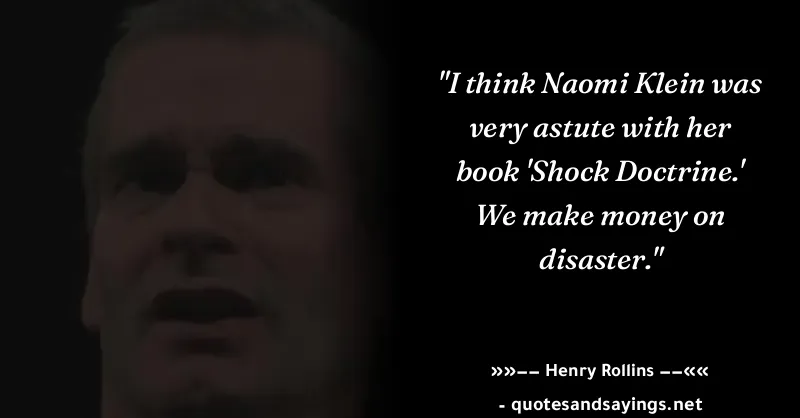 "I think Naomi Klein was
very astute with her
book 'Shock Doctrine.'
We make money on
disaster."
»»–– Henry Rollins ––««
- quotesandsayings.net